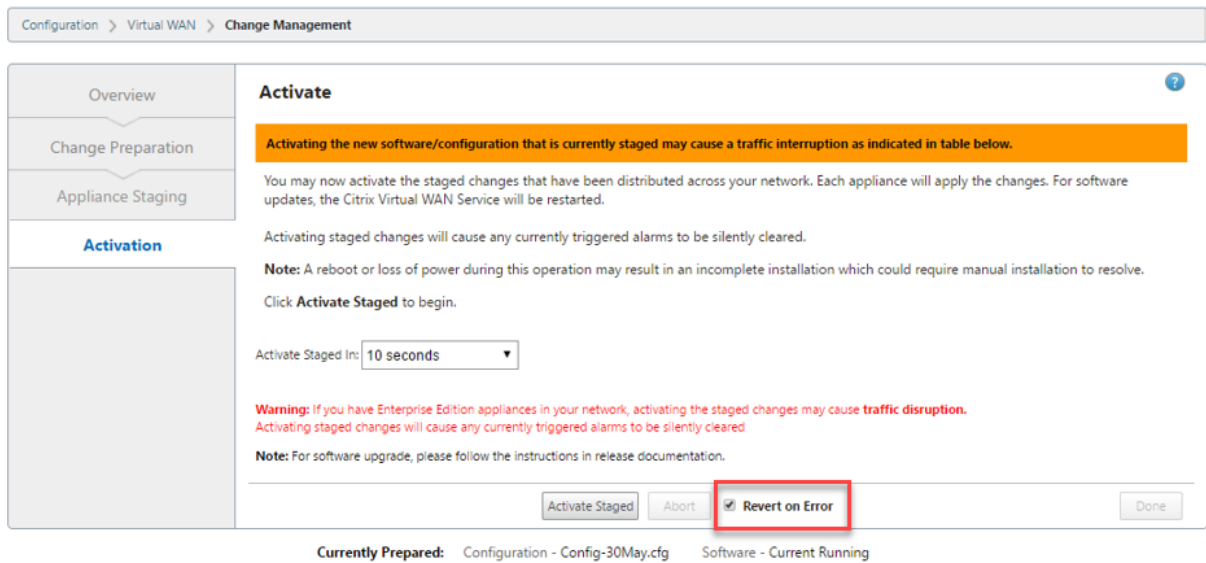 Configuration > Virtual WAN > Change Management
Overview
Change Preparation
Appliance Staging
Activation
Activate
?
Activating the new software/configuration that is currently staged may cause a traffic interruption as indicated in table below.
You may now activate the staged changes that have been distributed across your network. Each appliance will apply the changes. For software
updates, the Citrix Virtual WAN Service will be restarted.
Activating staged changes will cause any currently triggered alarms to be silently cleared.
Note: A reboot or loss of power during this operation may result in an incomplete installation which could require manual installation to resolve.
Click Activate Staged to begin.
Activate Staged In: 10 seconds
Warning: If you have Enterprise Edition appliances in your network, activating the staged changes may cause traffic disruption.
Activating staged changes will cause any currently triggered alarms to be silently cleared
Note: For software upgrade, please follow the instructions in release documentation.
Activate Staged Abort Revert on Error Done
Currently Prepared: Configuration - Config-30May.cfg Software - Current Running